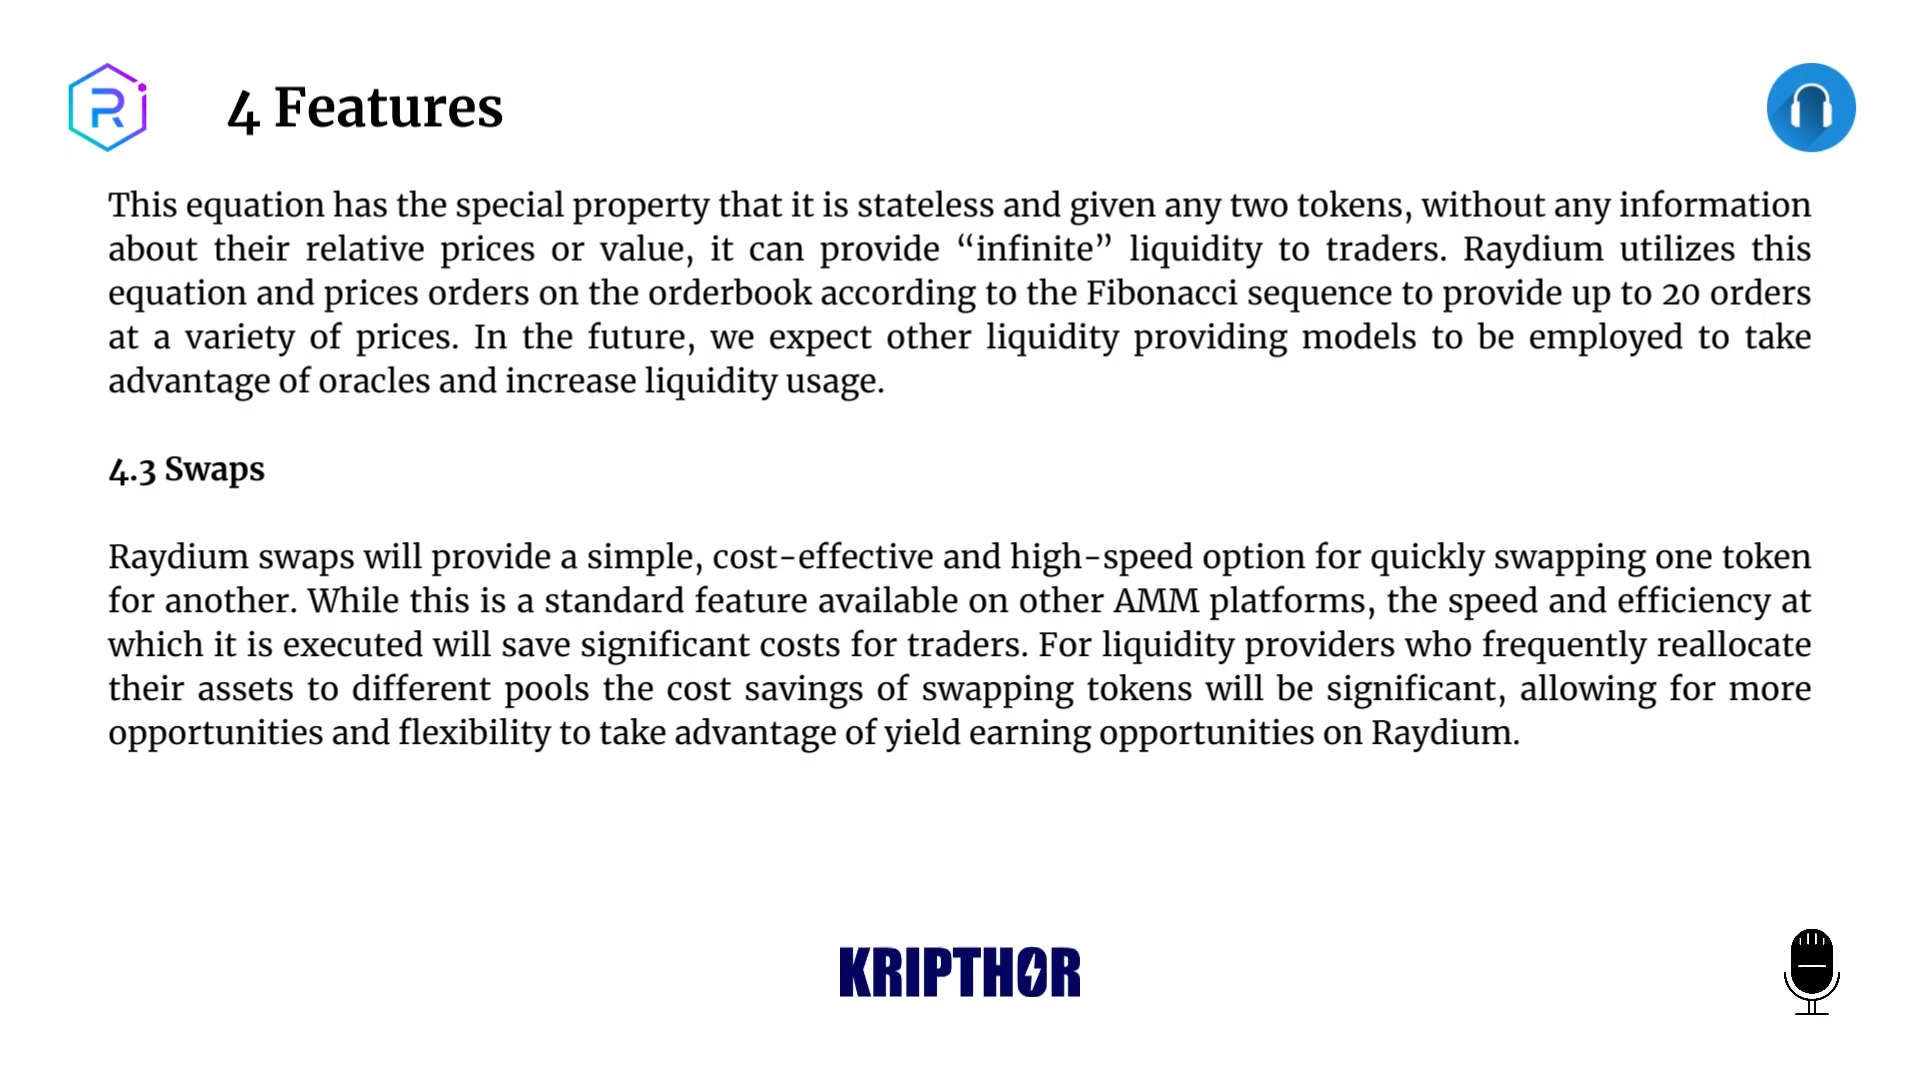 4 Features
This equation has the special property that it is stateless and given any two tokens, without any information
about their relative prices or value, it can provide “infinite” liquidity to traders. Raydium utilizes this
equation and prices orders on the orderbook according to the Fibonacci sequence to provide up to 20 orders
at a variety of prices. In the future, we expect other liquidity providing models to be employed to take
advantage of oracles and increase liquidity usage.
4.3 Swaps
Raydium swaps will provide a simple, cost-effective and high-speed option for quickly swapping one token
for another. While this is a standard feature available on other AMM platforms, the speed and efficiency at
which it is executed will save significant costs for traders. For liquidity providers who frequently reallocate
their assets to different pools the cost savings of swapping tokens will be significant, allowing for more
opportunities and flexibility to take advantage of yield earning opportunities on Raydium.
KRIPTHOR